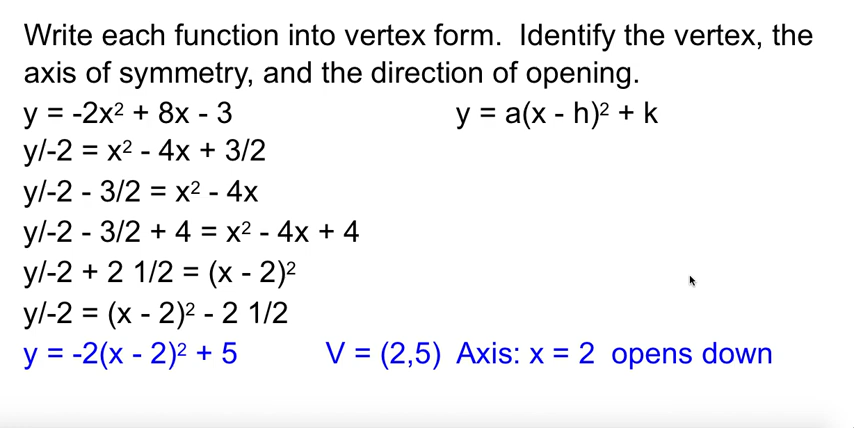 Write each function into vertex form.  Identify the vertex, the
axis of symmetry, and the direction of opening.
y = -2x² + 8x - 3    y = a(x - h)² + k
y/-2 = x² - 4x + 3/2
y/-2 - 3/2 = x² - 4x
y/-2 - 3/2 + 4 = x² - 4x + 4
y/-2 + 2 1/2 = (x - 2)²
y/-2 = (x - 2)² - 2 1/2
y = -2(x - 2)² + 5    V = (2,5)  Axis: x = 2  opens down